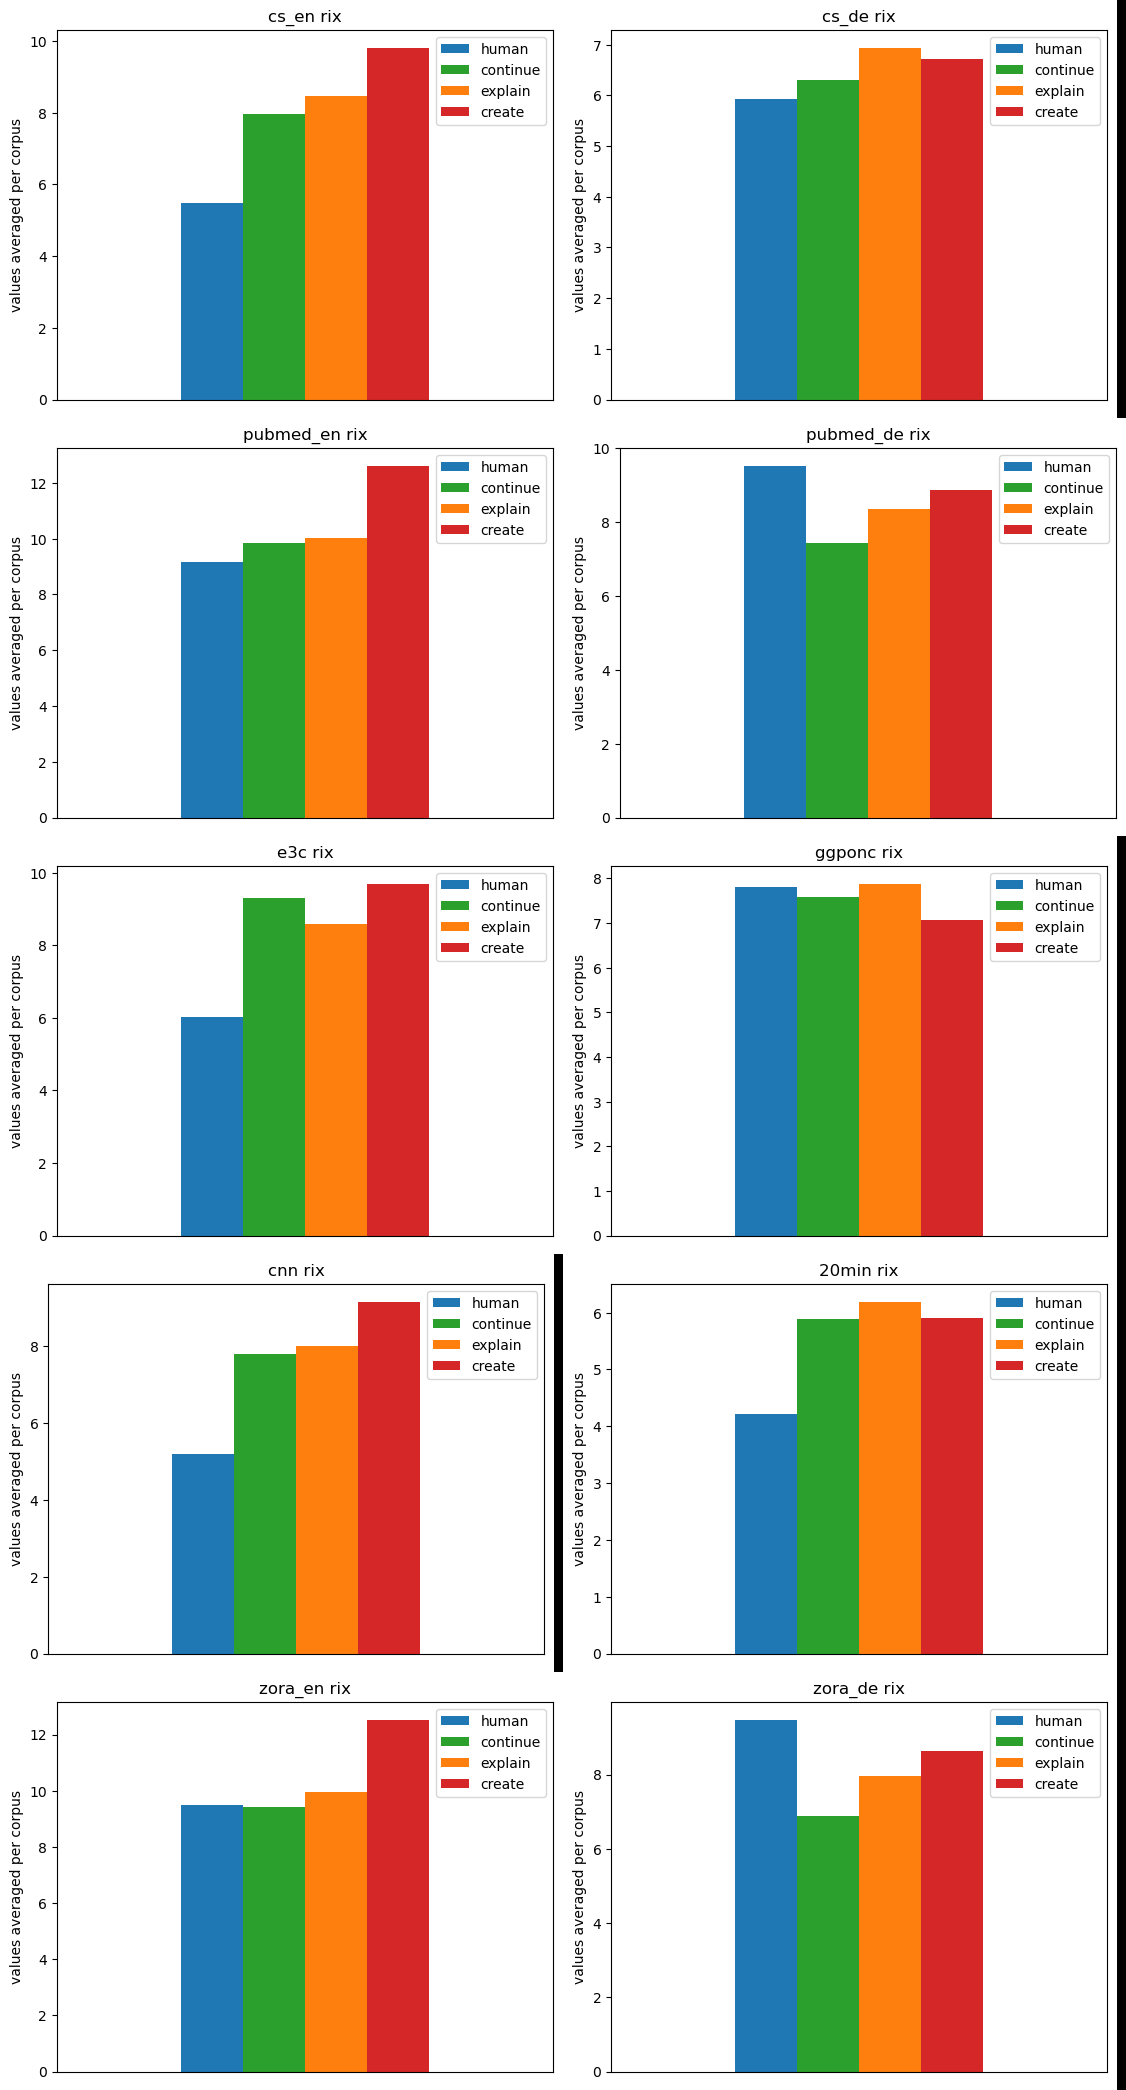 cs_en rix
values averaged per corpus
10
8
6
4
2
0
human
continue
explain
create
cs_de rix
values averaged per corpus
7
6
5
4
3
2
1
0
human
continue
explain
create
pubmed_en rix
values averaged per corpus
12
10
8
6
4
2
0
human
continue
explain
create
pubmed_de rix
values averaged per corpus
10
8
6
4
2
0
human
continue
explain
create
e3c rix
values averaged per corpus
10
8
6
4
2
0
human
continue
explain
create
ggponc rix
values averaged per corpus
8
7
6
5
4
3
2
1
0
human
continue
explain
create
cnn rix
values averaged per corpus
8
6
4
2
0
human
continue
explain
create
20min rix
values averaged per corpus
6
5
4
3
2
1
0
human
continue
explain
create
zora_en rix
values averaged per corpus
12
10
8
6
4
2
0
human
continue
explain
create
zora_de rix
values averaged per corpus
8
6
4
2
0
human
continue
explain
create